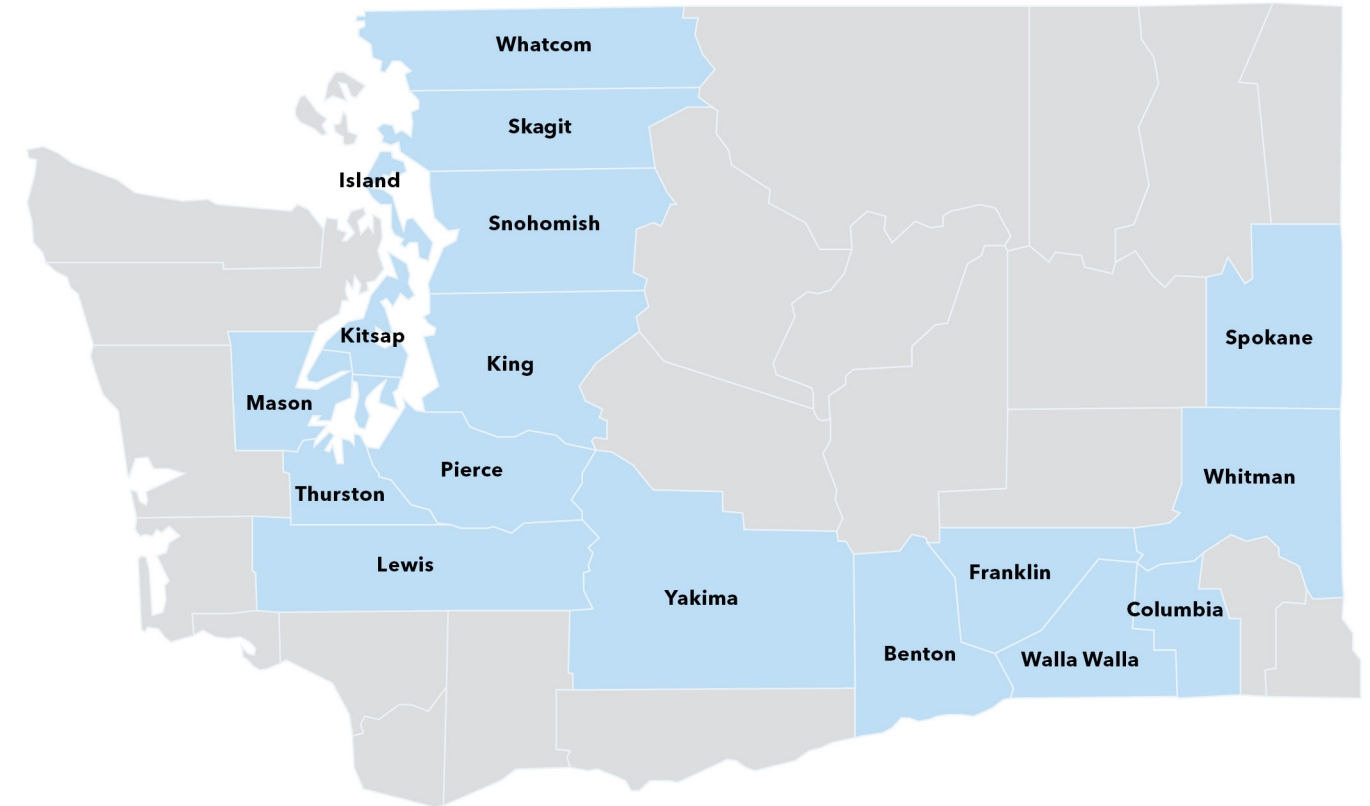 Whatcom
Skagit
Island
Snohomish
Kitsap
King
Spokane
Mason
Pierce
Whitman
Thurston
Lewis
Franklin
Yakima
Columbia
Benton
Walla Walla